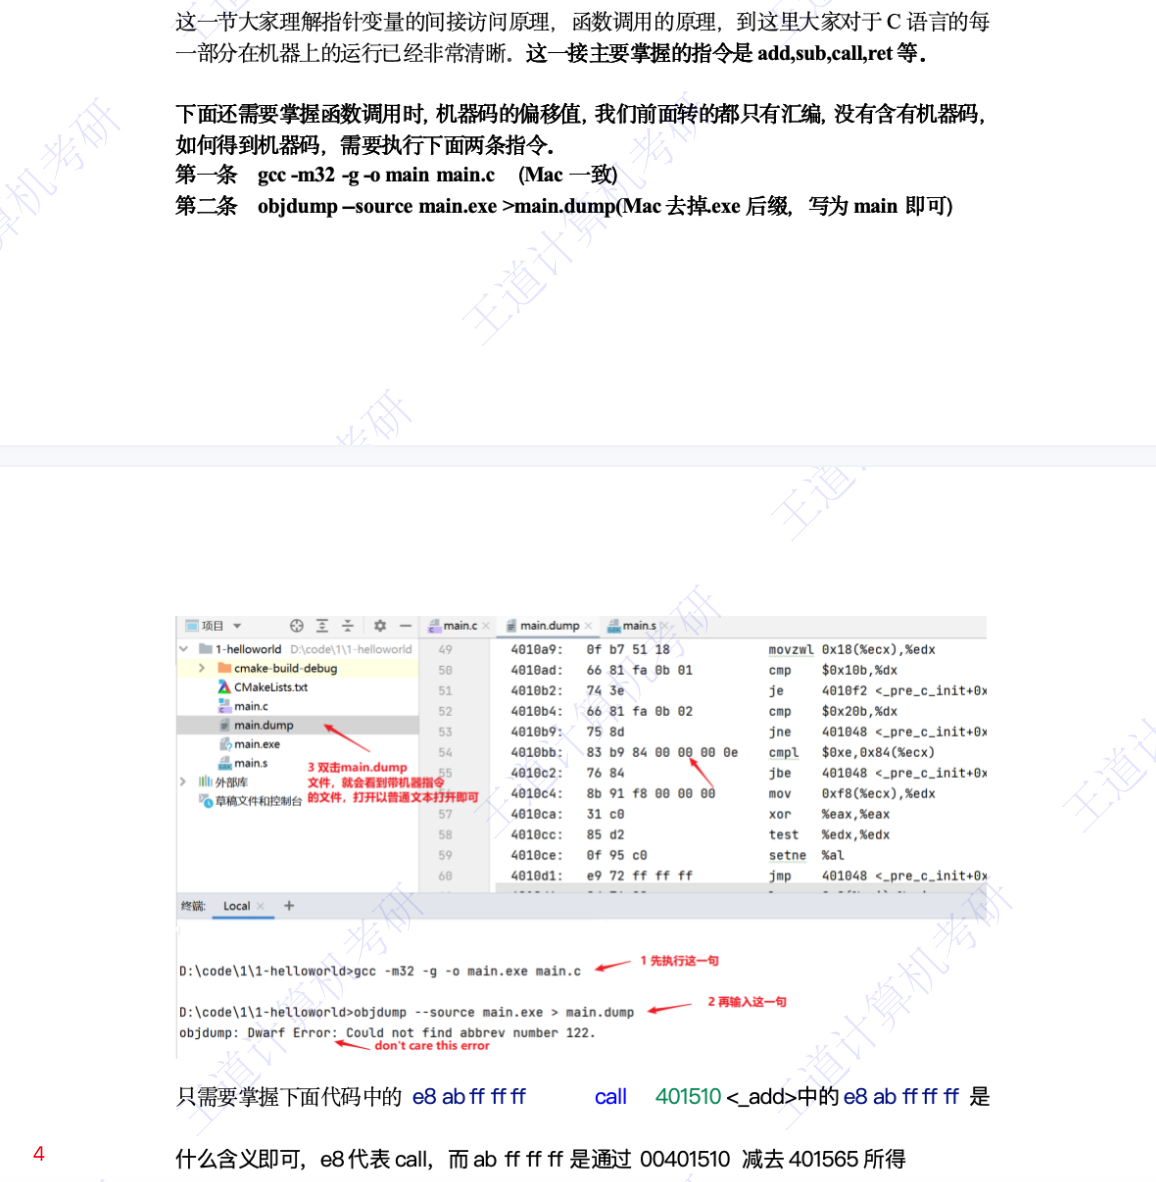 这一节大家理解指针变量的间接访问原理，函数调用的原理，到这里大家对于 C 语言的每
一部分在机器上的运行已经非常清晰。这一接主要掌握的指令是 add,sub,call,ret 等。
下面还需要掌握函数调用时, 机器码的偏移值, 我们前面转的都只有汇编, 没有含有机器码,
如何得到机器码，需要执行下面两条指令。
第一条 gcc -m32 -g -o main main.c (Mac 一致)
第二条 objdump –source main.exe >main.dump(Mac 去掉.exe 后缀，写为 main 即可)
项目 main.c × main.dump × main.s ×
1-helloworld D:\code\1\1-helloworld
cmake-build-debug
CMakeLists.txt
main.c
main.dump
main.exe
main.s
外部库
草稿文件和控制台
3 双击main.dump
文件，就会看到带机器指令
的文件，打开以普通文本打开即可
49 4010a9: 0f b7 51 18 movzwl 0x18(%ecx),%edx
50 4010ad: 66 81 fa 0b 01 cmp $0x10b,%dx
51 4010b2: 74 3e je 4010f2 <_pre_c_init+0x
52 4010b4: 66 81 fa 0b 02 cmp $0x20b,%dx
53 4010b9: 75 8d jne 401048 <_pre_c_init+0x
54 4010bb: 83 b9 84 00 00 00 0e cmpl $0xe,0x84(%ecx)
55 4010c2: 76 84 jbe 401048 <_pre_c_init+0x
4010c4: 8b 91 f8 00 00 00 mov 0xf8(%ecx),%edx
57 4010ca: 31 c0 xor %eax,%eax
58 4010cc: 85 d2 test %edx,%edx
59 4010ce: 0f 95 c0 setne %al
60 4010d1: e9 72 ff ff ff jmp 401048 <_pre_c_init+0x
终端: Local × +
D:\code\1\1-helloworld>gcc -m32 -g -o main.exe main.c
1 先执行这一句
D:\code\1\1-helloworld>objdump --source main.exe > main.dump
2 再输入这一句
objdump: Dwarf Error: Could not find abbrev number 122.
don't care this error
只需要掌握下面代码中的 e8 ab ff ff ff call 401510 <_add>中的 e8 ab ff ff ff 是
4
什么含义即可，e8 代表 call，而 ab ff ff ff 是通过 00401510 减去 401565 所得
王道计算机考研